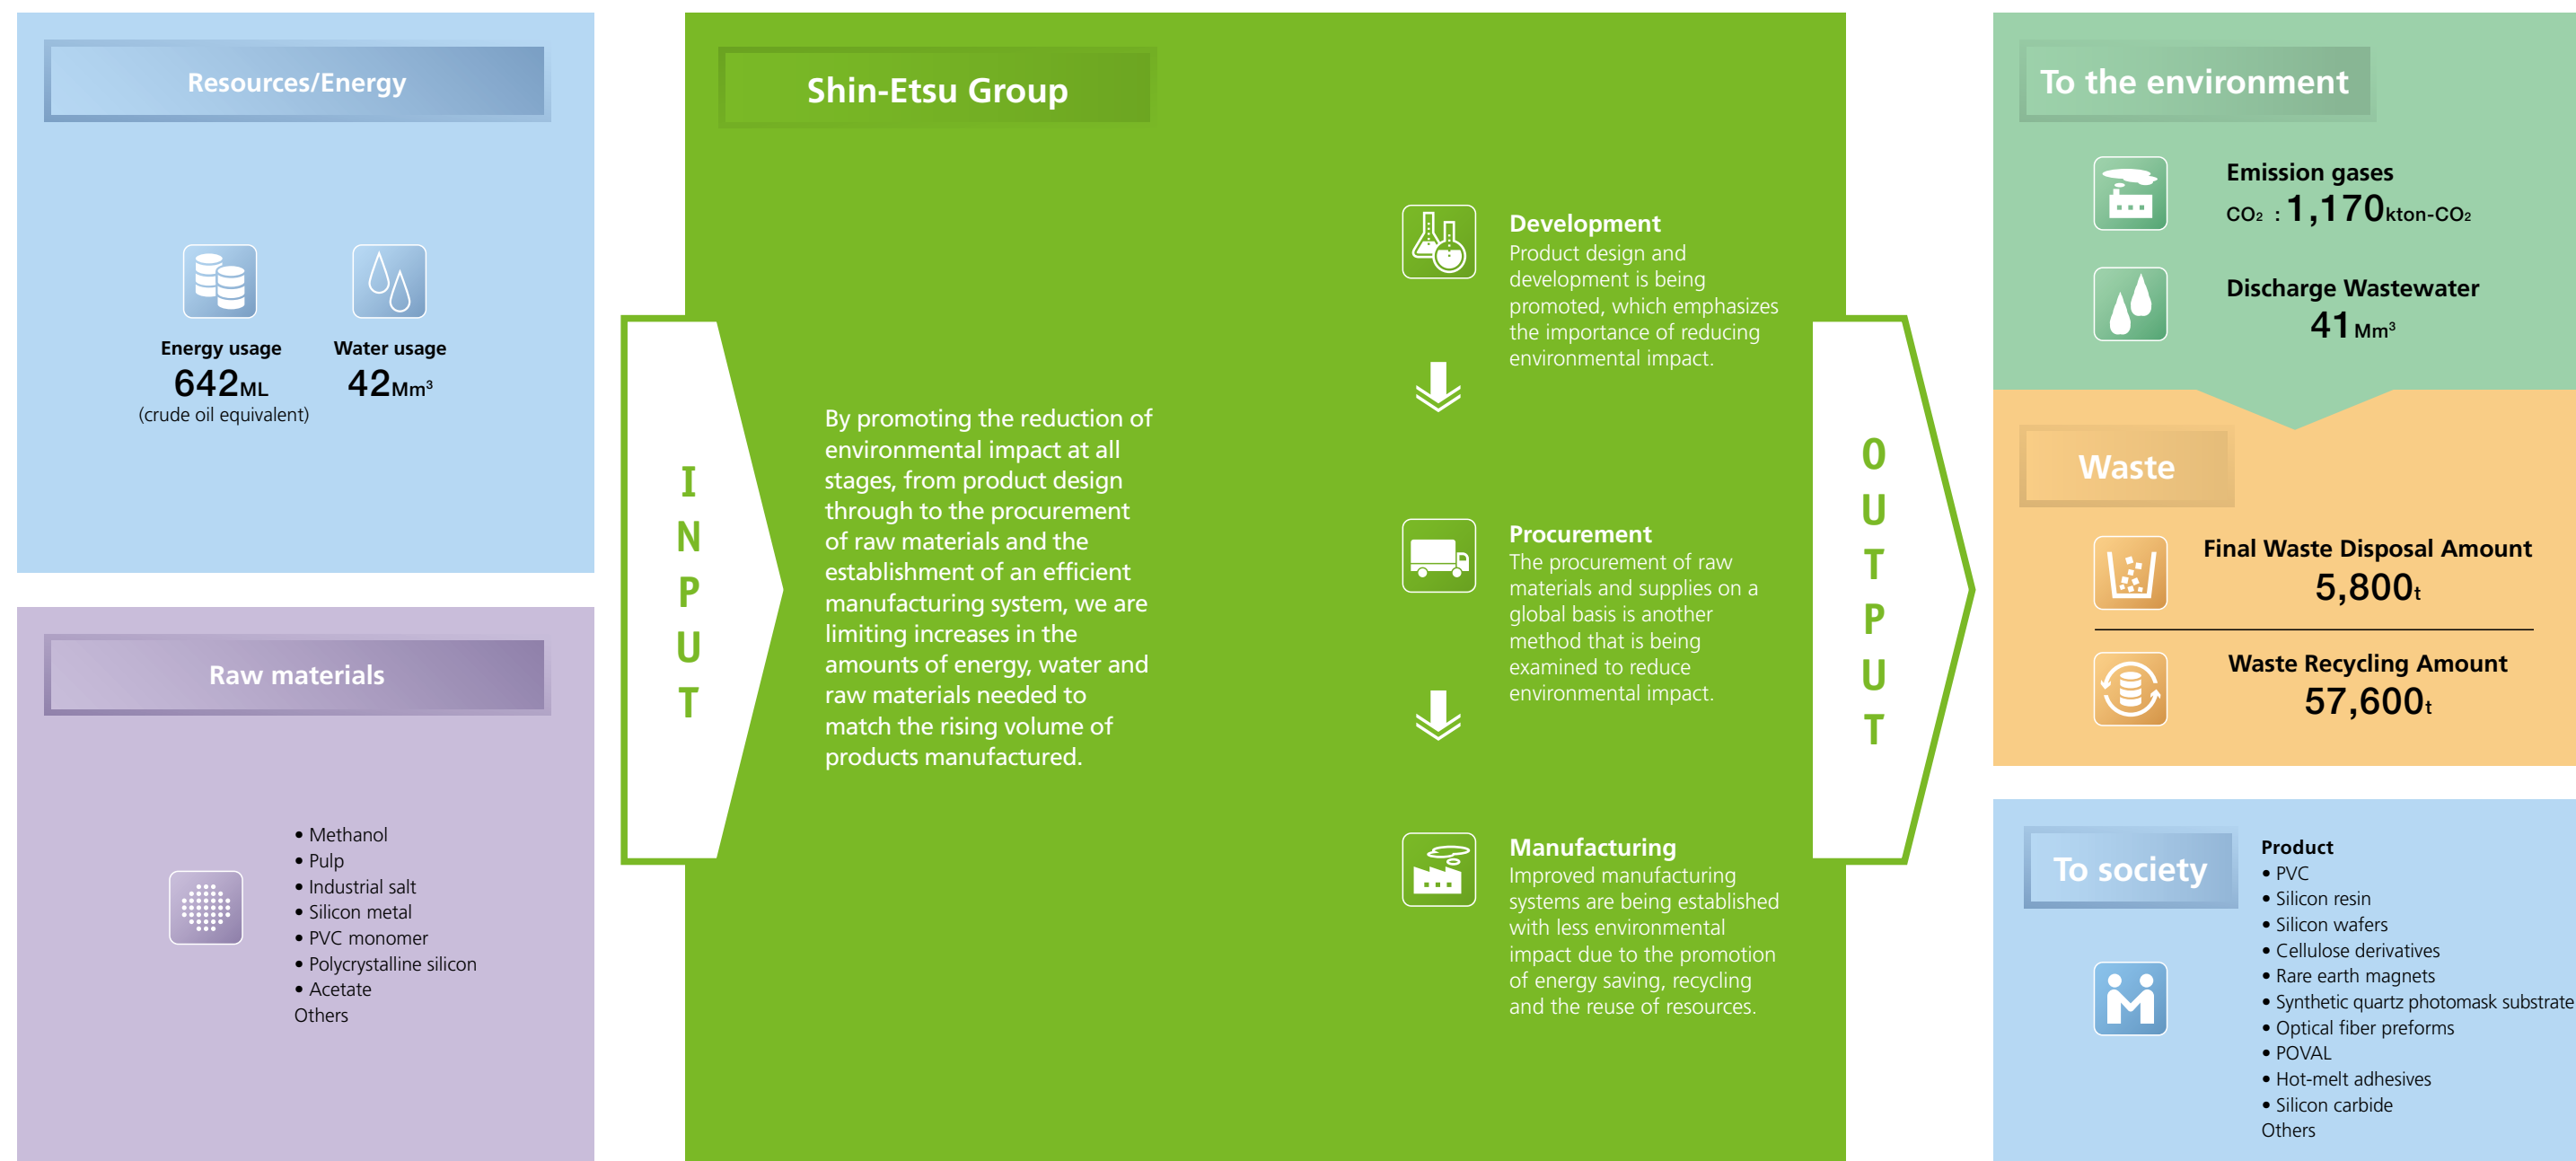 Resources/Energy
Energy usage
642ML
(crude oil equivalent)
Water usage
42Mm³
Raw materials
• Methanol
• Pulp
• Industrial salt
• Silicon metal
• PVC monomer
• Polycrystalline silicon
• Acetate
Others
INPUT
Shin-Etsu Group
By promoting the reduction of
environmental impact at all
stages, from product design
through to the procurement
of raw materials and the
establishment of an efficient
manufacturing system, we are
limiting increases in the
amounts of energy, water and
raw materials needed to
match the rising volume of
products manufactured.
Development
Product design and
development is being
promoted, which emphasizes
the importance of reducing
environmental impact.
Procurement
The procurement of raw
materials and supplies on a
global basis is another
method that is being
examined to reduce
environmental impact.
Manufacturing
Improved manufacturing
systems are being established
with less environmental
impact due to the promotion
of energy saving, recycling
and the reuse of resources.
OUTPUT
To the environment
Emission gases
CO₂ : 1,170kton-CO₂
Discharge Wastewater
41Mm³
Waste
Final Waste Disposal Amount
5,800t
Waste Recycling Amount
57,600t
To society
Product
• PVC
• Silicon resin
• Silicon wafers
• Cellulose derivatives
• Rare earth magnets
• Synthetic quartz photomask substrate
• Optical fiber preforms
• POVAL
• Hot-melt adhesives
• Silicon carbide
Others